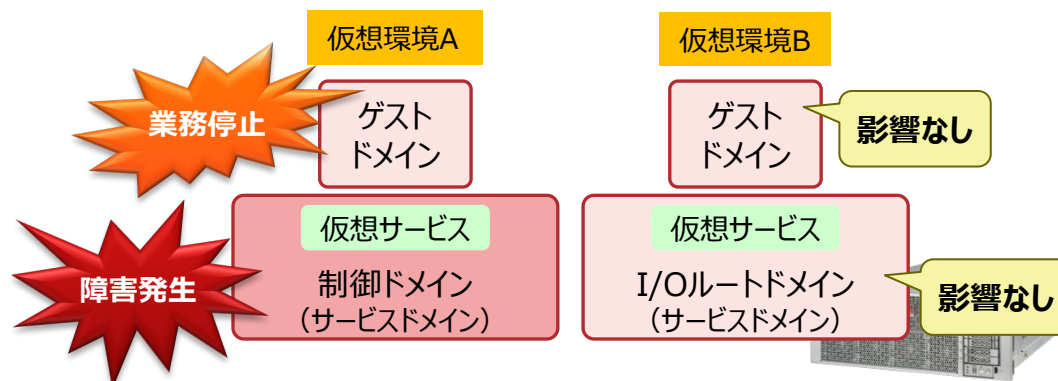 仮想環境A
仮想環境B
業務停止
ゲスト
ドメイン
ゲスト
ドメイン
影響なし
障害発生
仮想サービス
制御ドメイン
（サービスドメイン）
仮想サービス
I/Oルートドメイン
（サービスドメイン）
影響なし